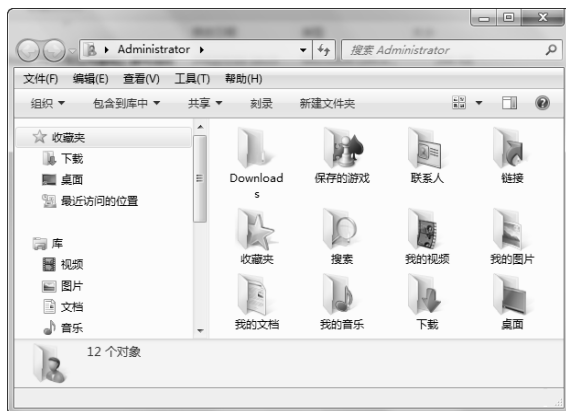 Administrator
搜索 Administrator
文件(F) 编辑(E) 查看(V) 工具(T) 帮助(H)
组织 包含到库中 共享 刻录 新建文件夹
收藏夹
下载
桌面
最近访问的位置
库
视频
图片
文档
音乐
Download
s
保存的游戏
联系人
链接
收藏夹
搜索
我的视频
我的图片
我的文档
我的音乐
下载
桌面
12 个对象